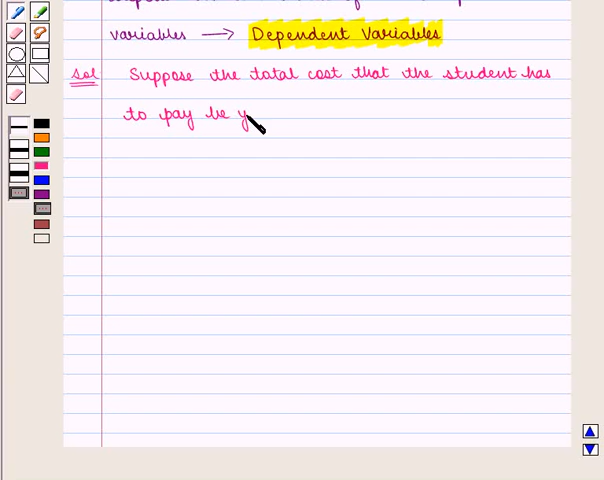 variables → Dependent Variables
Sol Suppose the total cost that the student has
to pay be y